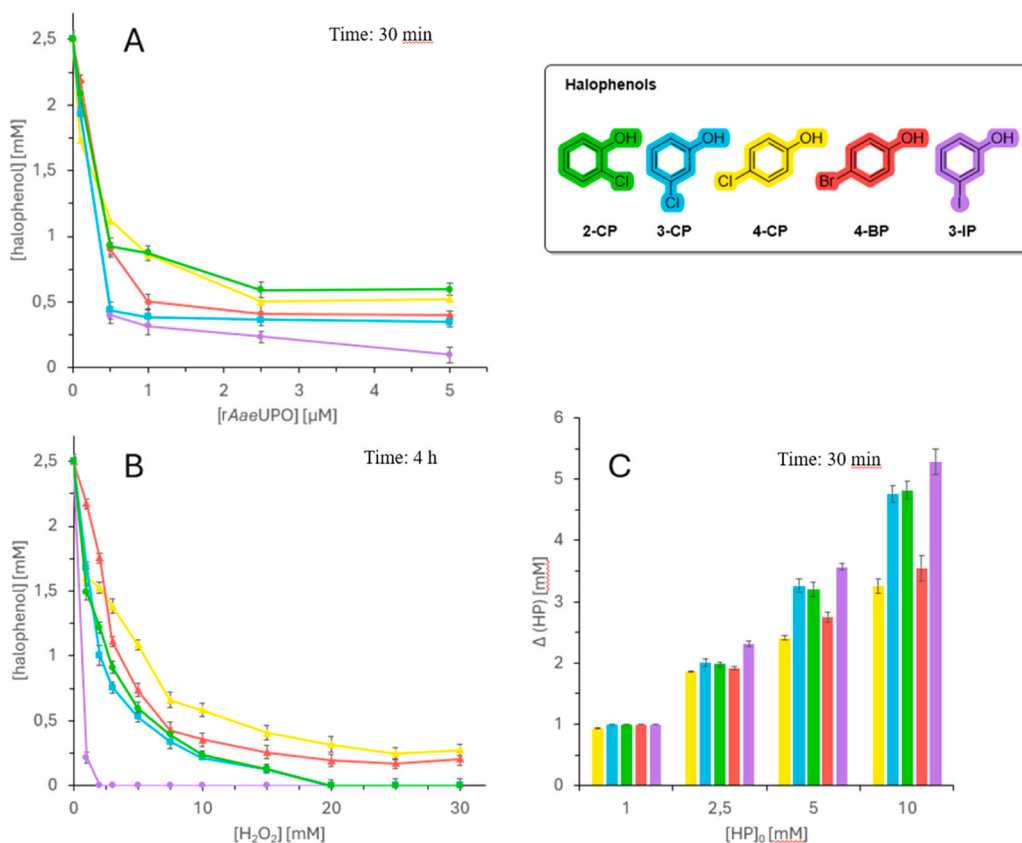 A
Time: 30 min
[halophenol] [mM]
2,5
2
1,5
1
0,5
0
0 1 2 3 4 5
[rAaeUPO] [µM]
Halophenols
OH OH OH OH OH
Cl Cl Cl Br I
2-CP 3-CP 4-CP 4-BP 3-IP
B
Time: 4 h
[halophenol] [mM]
2,5
2
1,5
1
0,5
0
0 10 20 30
[H₂O₂] [mM]
C
Time: 30 min
Δ (HP) [mM]
6
5
4
3
2
1
0
1 2,5 5 10
[HP]₀ [mM]